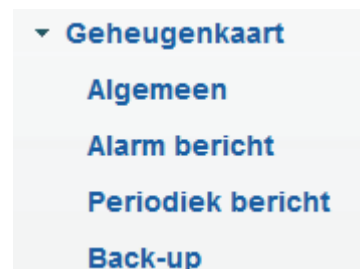 Geheugenkaart
Algemeen
Alarm bericht
Periodiek bericht
Back-up